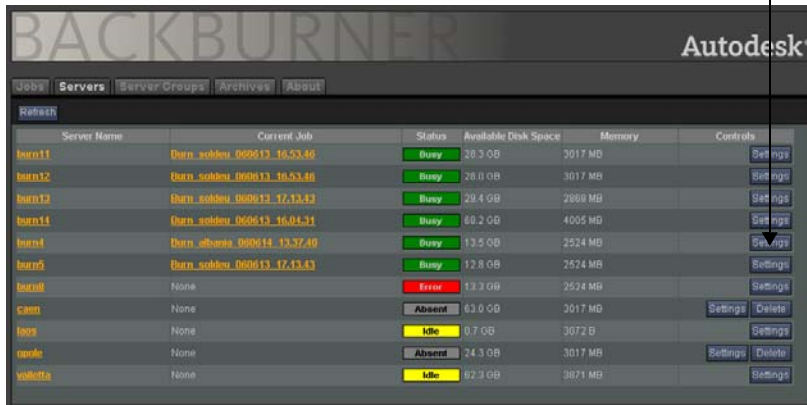 BACKBURNER
Autodesk
Jobs Servers Server Groups Archives About
Refresh
Server Name Current Job Status Available Disk Space Memory Controls
burn11 Burn_soldeu_060613_16.53.46 Busy 28.3 GB 3017 MB Settings
burn12 Burn_soldeu_060613_16.53.46 Busy 28.0 GB 3017 MB Settings
burn13 Burn_soldeu_060613_17.13.43 Busy 29.4 GB 2868 MB Settings
burn14 Burn_soldeu_060613_16.04.31 Busy 60.2 GB 4005 MB Settings
burn4 Burn_albania_060614_13.37.40 Busy 13.5 GB 2524 MB Settings
burn5 Burn_soldeu_060613_17.13.43 Busy 12.8 GB 2524 MB Settings
burn8 None Error 13.3 GB 2524 MB Settings
caen None Absent 63.0 GB 3017 MB Settings Delete
laos None Idle 0.7 GB 3072 B Settings
opole None Absent 24.3 GB 3017 MB Settings Delete
valletta None Idle 82.3 GB 3871 MB Settings